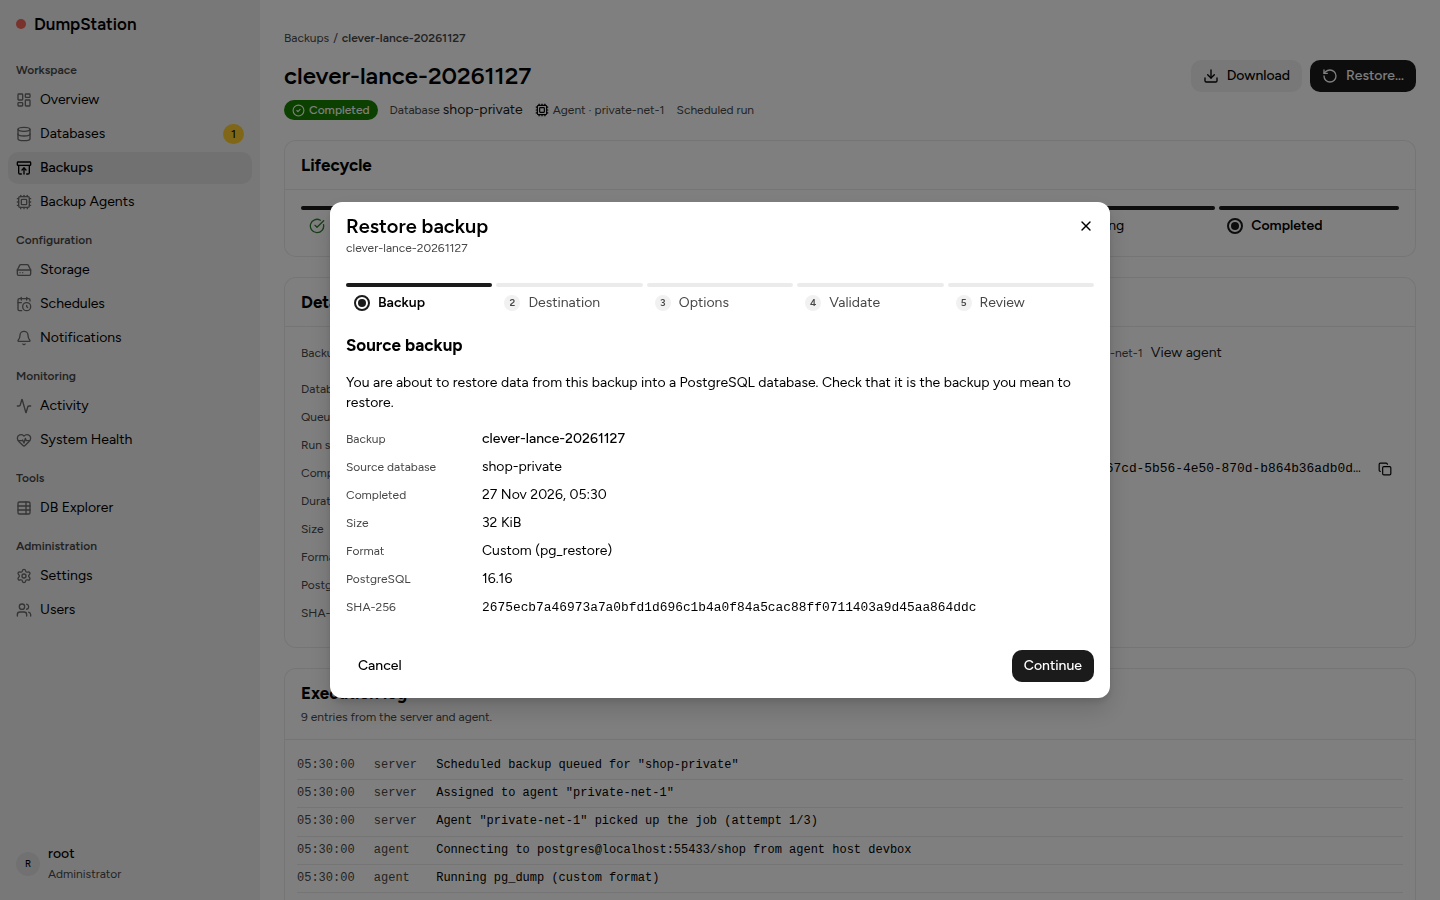 DumpStation
Workspace
Overview
Databases
1
Backups
Backup Agents
Configuration
Storage
Schedules
Notifications
Monitoring
Activity
System Health
Tools
DB Explorer
Administration
Settings
Users
R
root
Administrator
Backups / clever-lance-20261127
clever-lance-20261127
Download
Restore...
Completed
Database shop-private
Agent · private-net-1
Scheduled run
Lifecycle
Completed
View agent
Size
Restore backup
clever-lance-20261127
Backup
2 Destination
3 Options
4 Validate
5 Review
Source backup
You are about to restore data from this backup into a PostgreSQL database. Check that it is the backup you mean to
restore.
Backup clever-lance-20261127
Source database shop-private
Completed 27 Nov 2026, 05:30
Size 32 KiB
Format Custom (pg_restore)
PostgreSQL 16.16
SHA-256 2675ecb7a46973a7a0bfd1d696c1b4a0f84a5cac88ff0711403a9d45aa864ddc
Cancel
Continue
9 entries from the server and agent.
05:30:00 server Scheduled backup queued for "shop-private"
05:30:00 server Assigned to agent "private-net-1"
05:30:00 server Agent "private-net-1" picked up the job (attempt 1/3)
05:30:00 agent Connecting to postgres@localhost:55433/shop from agent host devbox
05:30:00 agent Running pg_dump (custom format)